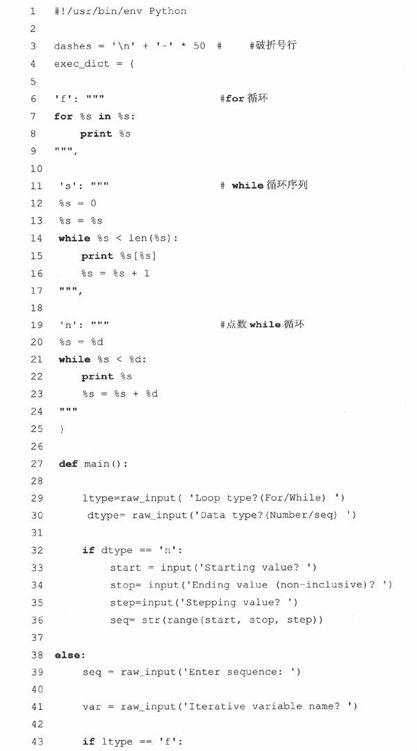 1 #!/usr/bin/env Python
2
3 dashes = '\n' + '-' * 50 # #破折号行
4 exec_dict = {
5
6 'f': """ #for 循环
7 for %s in %s:
8 print %s
9 """,
10
11 's': """ # while 循环序列
12 %s = 0
13 %s = %s
14 while %s < len(%s):
15 print %s[%s]
16 %s = %s + 1
17 """,
18
19 'n': """ #点数 while 循环
20 %s = %d
21 while %s < %d:
22 print %s
23 %s = %s + %d
24 """
25 }
26
27 def main():
28
29 ltype=raw_input( 'Loop type?(For/While) ')
30 dtype= raw_input('Data type?(Number/seq) ')
31
32 if dtype == 'n':
33 start = input('Starting value? ')
34 stop= input('Ending value (non-inclusive)? ')
35 step=input('Stepping value? ')
36 seq= str(range(start, stop, step))
37
38 else:
39 seq = raw_input('Enter sequence: ')
40
41 var = raw_input('Iterative variable name? ')
42
43 if ltype == 'f':